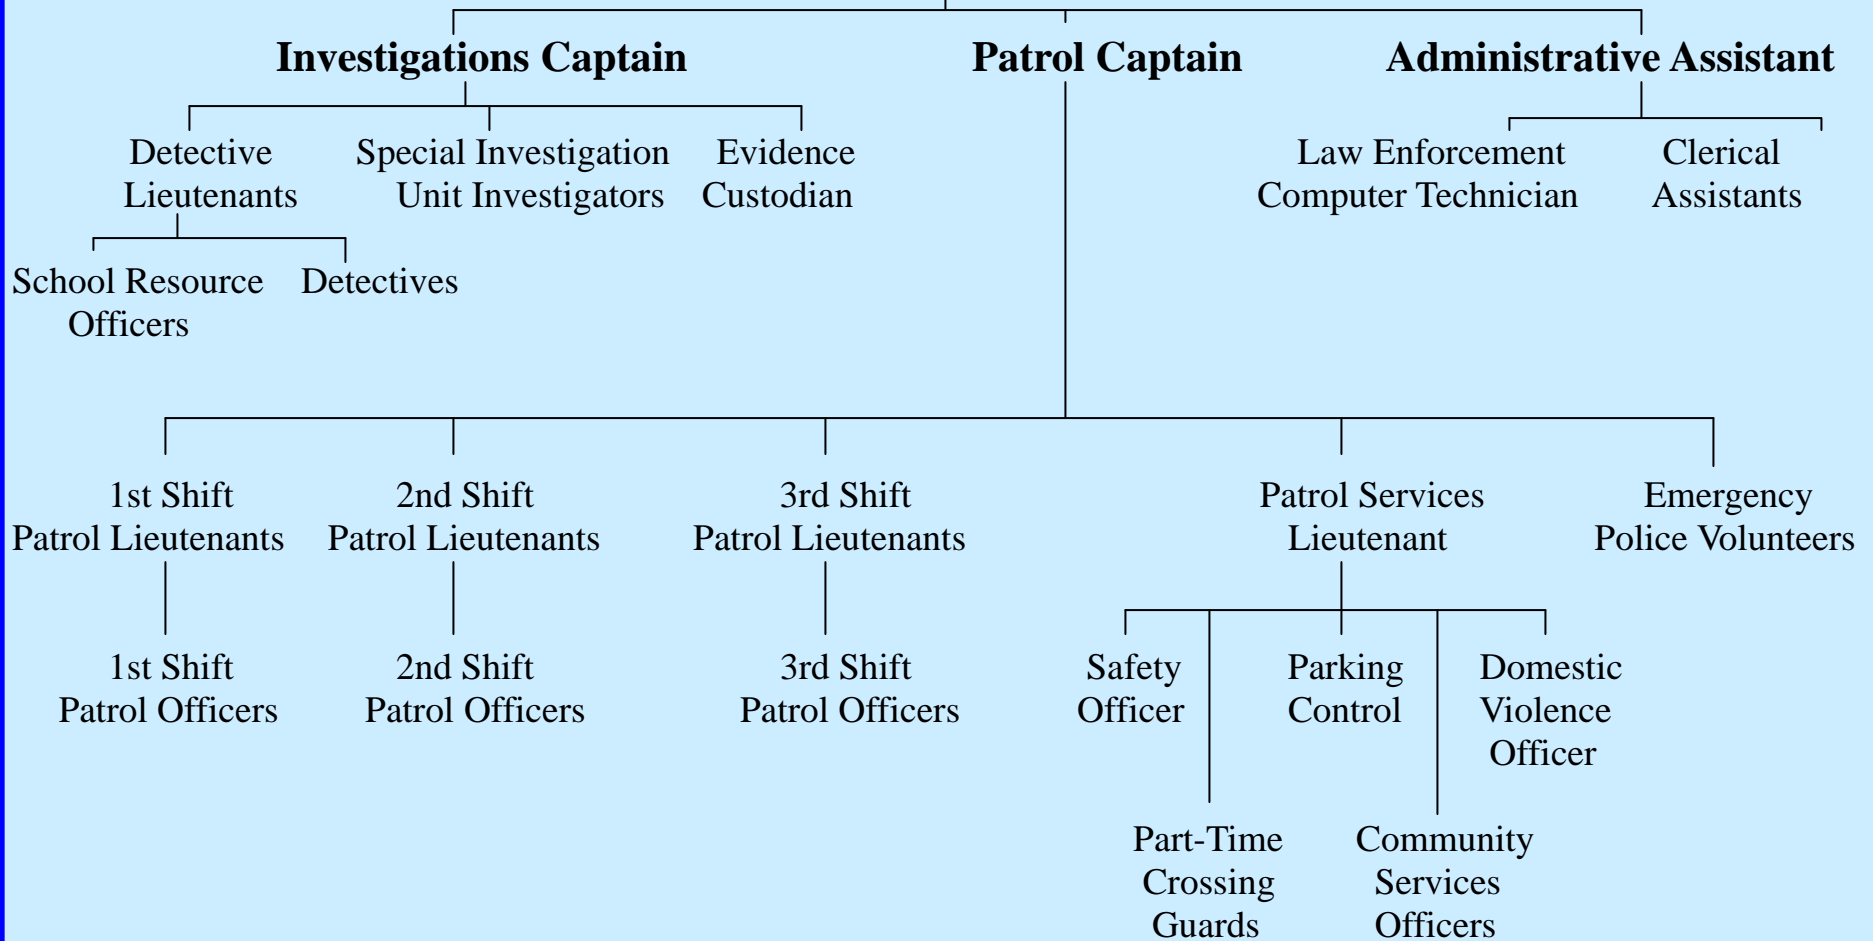 Investigations Captain
Patrol Captain
Administrative Assistant
Detective
Lieutenants
Special Investigation
Unit Investigators
Evidence
Custodian
Law Enforcement
Computer Technician
Clerical
Assistants
School Resource
Officers
Detectives
1st Shift
Patrol Lieutenants
2nd Shift
Patrol Lieutenants
3rd Shift
Patrol Lieutenants
Patrol Services
Lieutenant
Emergency
Police Volunteers
1st Shift
Patrol Officers
2nd Shift
Patrol Officers
3rd Shift
Patrol Officers
Safety
Officer
Parking
Control
Domestic
Violence
Officer
Part-Time
Crossing
Guards
Community
Services
Officers